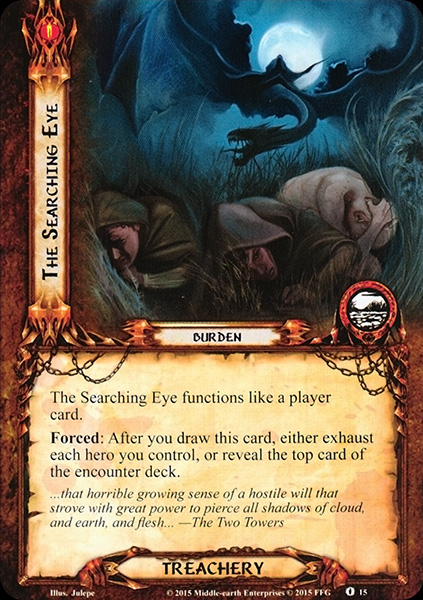 The Searching Eye
Burden
The Searching Eye functions like a player
card.
Forced: After you draw this card, either exhaust
each hero you control, or reveal the top card of
the encounter deck.
...that horrible growing sense of a hostile will that
strove with great power to pierce all shadows of cloud,
and earth, and flesh... —The Two Towers
Treachery
Illus. Julepe
© 2015 Middle-earth Enterprises © 2015 FFG
15